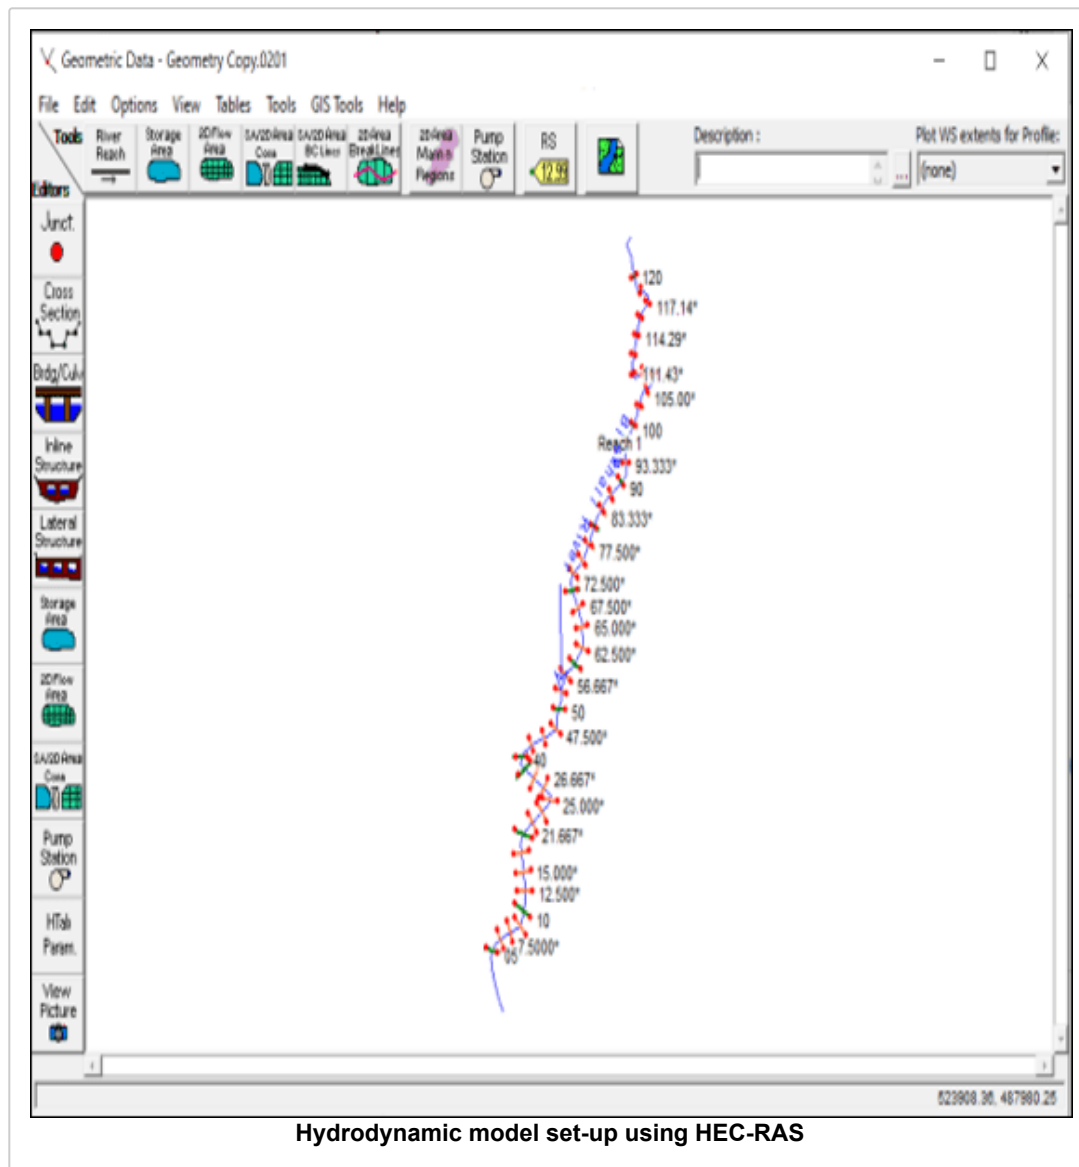 Geometric Data - Geometry Copy.0201
File Edit Options View Tables Tools GIS Tools Help
Tools
Editors
River
Reach
Storage
Area
2D Flow
Area
SA/2D Area
Conn
SA/2D Area
BC Lines
2D Area
BreakLines
2D Area
Mann n
Regions
Pump
Station
RS
12.99
Description :
...
Plot WS extents for Profile:
(none)
Junct.
Cross
Section
Brdg/Culv
Inline
Structure
Lateral
Structure
Storage
Area
2D Flow
Area
SA/2D Area
Conn
Pump
Station
HTab
Param.
View
Picture
120
117.14*
114.29*
111.43*
105.00*
100
Reach 1
93.333*
90
83.333*
River
77.500*
72.500*
67.500*
65.000*
62.500*
56.667*
50
47.500*
40
26.667*
25.000*
21.667*
15.000*
12.500*
10
7.5000*
05
523908.36, 487980.25
Hydrodynamic model set-up using HEC-RAS